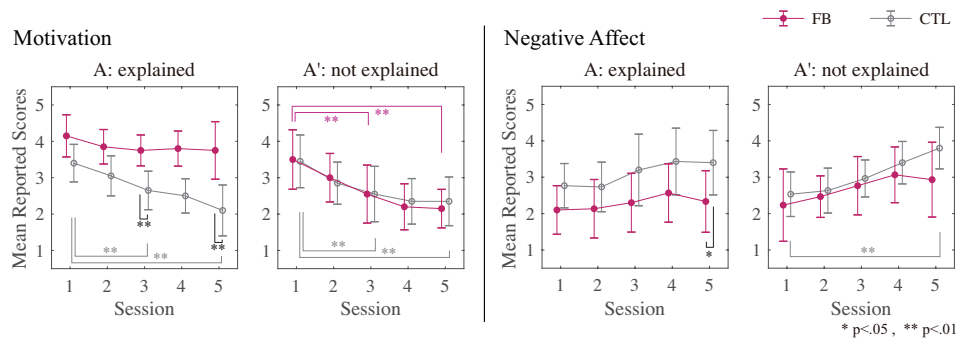 FB CTL
Motivation
Negative Affect
A: explained
A': not explained
A: explained
A': not explained
Mean Reported Scores
5
4
3
2
1
** ** ** **
1 2 3 4 5
Session
5
4
3
2
1
** ** ** **
1 2 3 4 5
Session
Mean Reported Scores
5
4
3
2
1
*
1 2 3 4 5
Session
5
4
3
2
1
**
1 2 3 4 5
Session
* p<.05 , ** p<.01